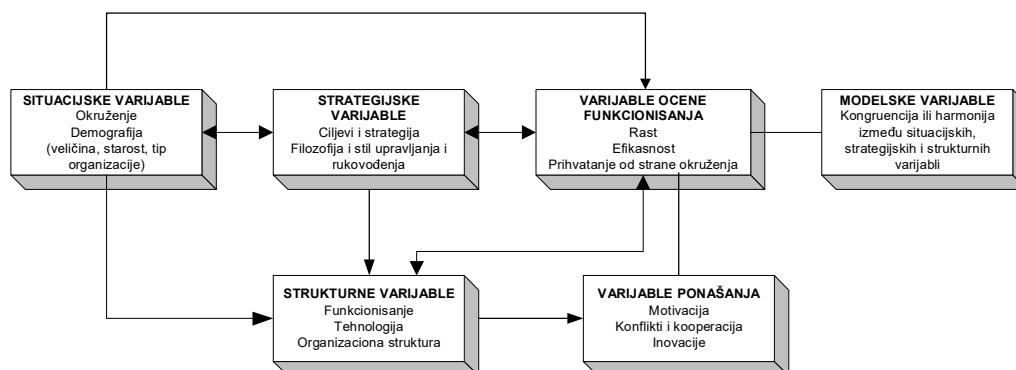 SITUACIJSKE VARIJABLE
Okruženje
Demografija
(veličina, starost, tip
organizacije)
STRATEGIJSKE
VARIJABLE
Ciljevi i strategija
Filozofija i stil upravljanja i
rukovođenja
VARIJABLE OCENE
FUNKCIONISANJA
Rast
Efikasnost
Prihvatanje od strane okruženja
MODELSKE VARIJABLE
Kongruencija ili harmonija
između situacijskih,
strategijskih i strukturnih
varijabli
STRUKTURNE VARIJABLE
Funkcionisanje
Tehnologija
Organizaciona struktura
VARIJABLE PONAŠANJA
Motivacija
Konflikti i kooperacija
Inovacije